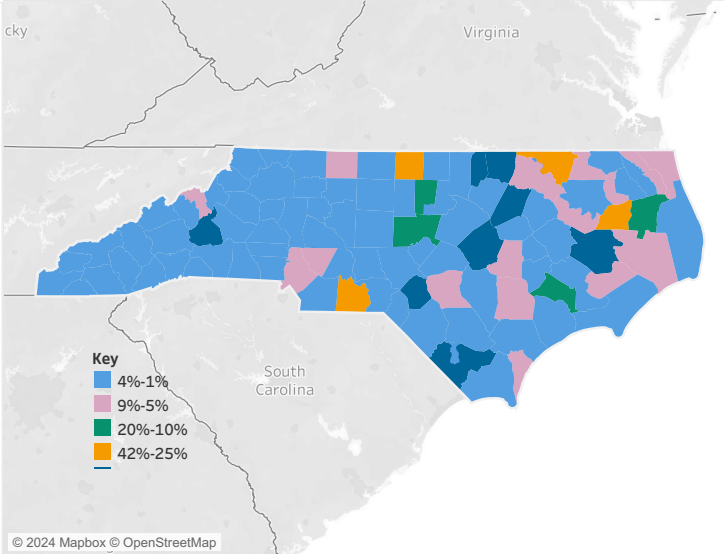 cky
Virginia
South
Carolina
Key
4%-1%
9%-5%
20%-10%
42%-25%
© 2024 Mapbox © OpenStreetMap